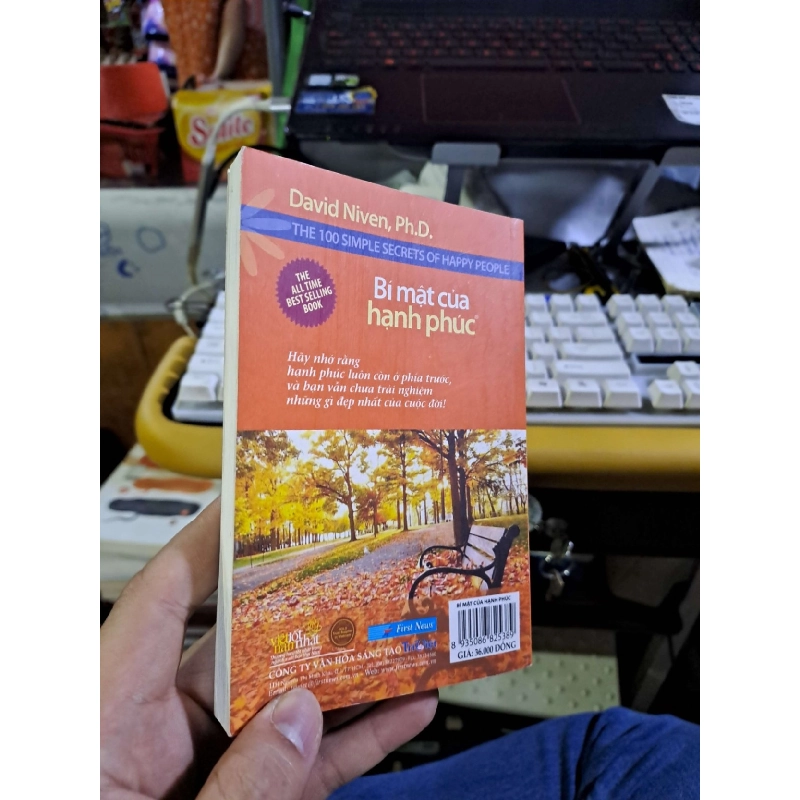 David Niven, Ph.D.
THE 100 SIMPLE SECRETS OF HAPPY PEOPLE
THE
ALL TIME
BEST SELLING
BOOK
Bí mật của
hạnh phúc
Hãy nhớ rằng
hạnh phúc luôn còn ở phía trước,
và bạn vẫn chưa trải nghiệm
những gì đẹp nhất của cuộc đời!
BÍ MẬT CỦA HẠNH PHÚC
8 935086 825389
GIÁ: 36.000 ĐỒNG
First News
CÔNG TY VĂN HÓA SÁNG TẠO